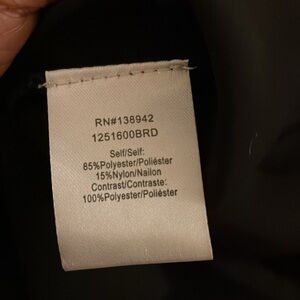 RN#138942
1251600BRD
Self/Self:
85%Polyester/Poliéster
15%Nylon/Nailon
Contrast/Contraste:
100%Polyester/Poliéster